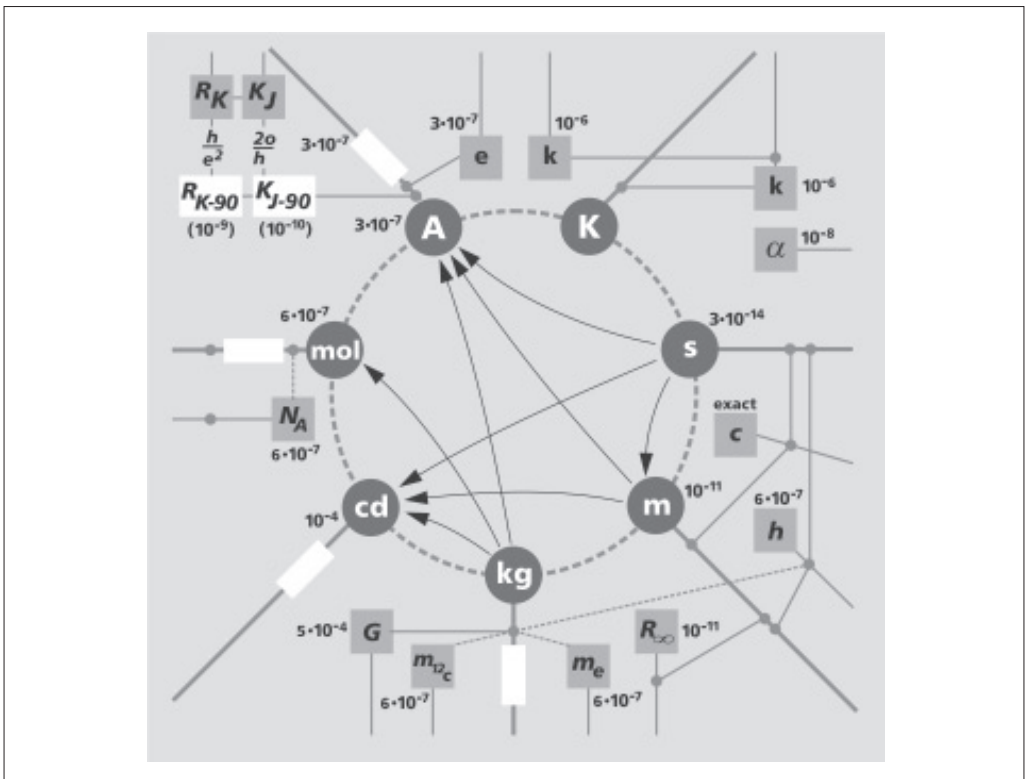 R_K K_J
h/e² 2o/h
3·10⁻⁷
3·10⁻⁷
e
10⁻⁶
k
k 10⁻⁶
R_K-90 K_J-90
(10⁻⁹) (10⁻¹⁰)
3·10⁻⁷
A
K
α 10⁻⁸
6·10⁻⁷
mol
3·10⁻¹⁴
s
N_A
6·10⁻⁷
exact
c
10⁻⁴
cd
m 10⁻¹¹
6·10⁻⁷
h
kg
5·10⁻⁴ G
m_12c
6·10⁻⁷
m_e
6·10⁻⁷
R_∞ 10⁻¹¹